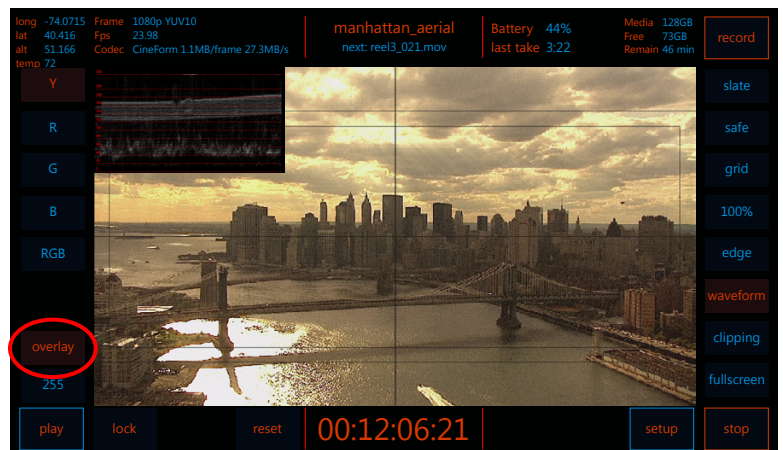 long -74.0715
lat 40.416
alt 51.166
temp 72
Frame 1080p YUV10
Fps 23.98
Codec CineForm 1.1MB/frame 27.3MB/s
manhattan_aerial
next: reel3_021.mov
Battery 44%
last take 3:22
Media 128GB
Free 73GB
Remain 46 min
record
Y
R
G
B
RGB
overlay
255
slate
safe
grid
100%
edge
waveform
clipping
fullscreen
play
lock
reset
00:12:06:21
setup
stop